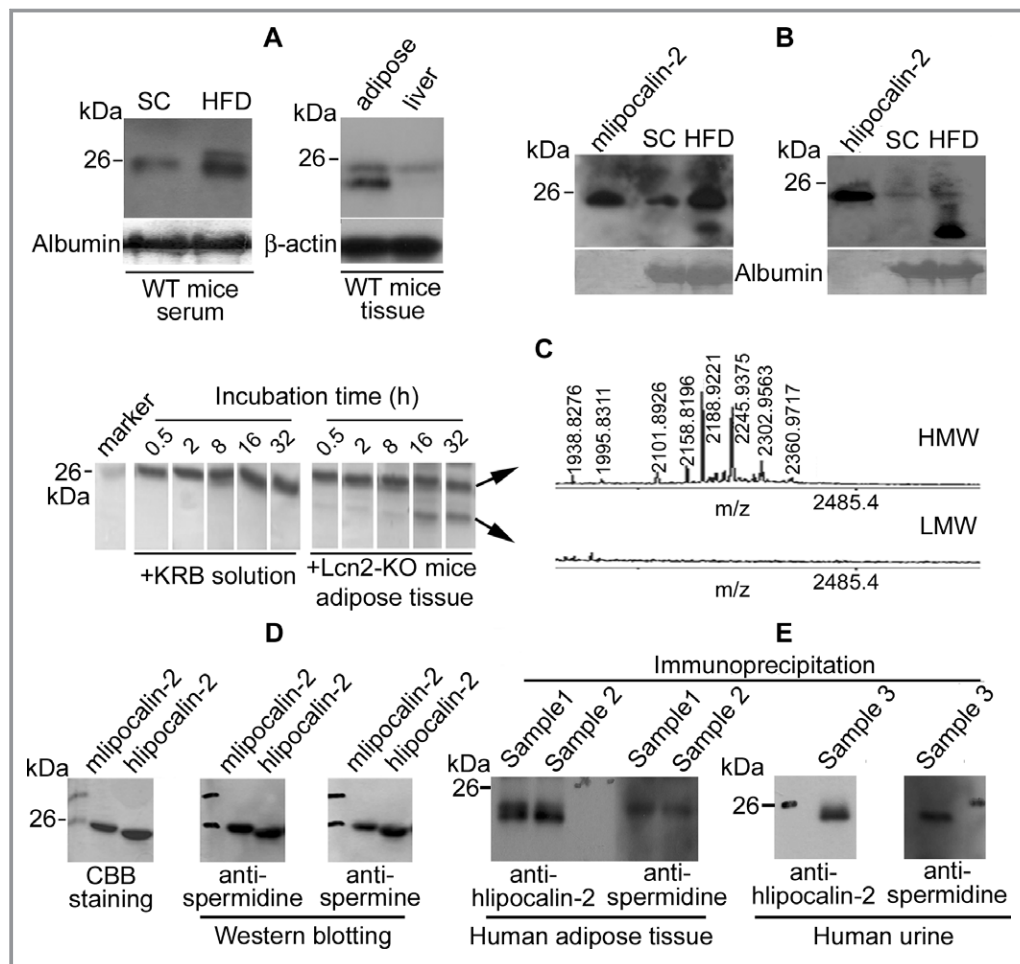 A
kDa
SC
HFD
26
Albumin
WT mice
serum
adipose
liver
26
β-actin
WT mice
tissue
B
kDa
mlipocalin-2
SC
HFD
26
kDa
hlipocalin-2
SC
HFD
26
Albumin
marker
Incubation time (h)
0.5
2
8
16
32
0.5
2
8
16
32
26
kDa
+KRB solution
+Lcn2-KO mice
adipose tissue
C
1938.8276
1995.8311
2101.8926
2158.8196
2188.9221
2245.9375
2302.9563
2360.9717
HMW
m/z
2485.4
LMW
m/z
2485.4
D
kDa
mlipocalin-2
hlipocalin-2
mlipocalin-2
hlipocalin-2
mlipocalin-2
hlipocalin-2
26
CBB
staining
anti-
spermidine
anti-
spermine
Western blotting
E
Immunoprecipitation
kDa
Sample1
Sample 2
Sample1
Sample 2
26
anti-
hlipocalin-2
anti-
spermidine
Human adipose tissue
kDa
Sample 3
Sample 3
26
anti-
hlipocalin-2
anti-
spermidine
Human urine